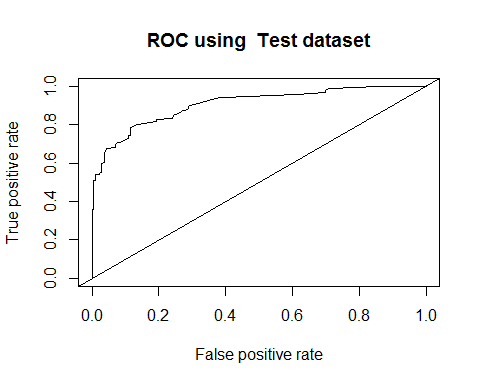 ROC using  Test dataset
True positive rate
1.0
0.8
0.6
0.4
0.2
0.0
0.0 0.2 0.4 0.6 0.8 1.0
False positive rate